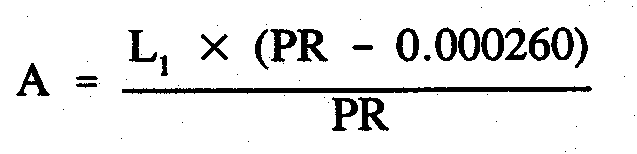 A = L₁ × (PR - 0.000260) / PR